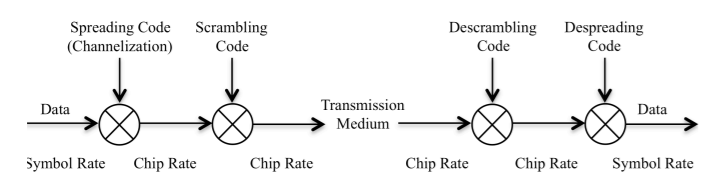 Spreading Code
(Channelization)
Scrambling
Code
Descrambling
Code
Despreading
Code
Data
Transmission
Medium
Data
Symbol Rate
Chip Rate
Chip Rate
Chip Rate
Chip Rate
Symbol Rate